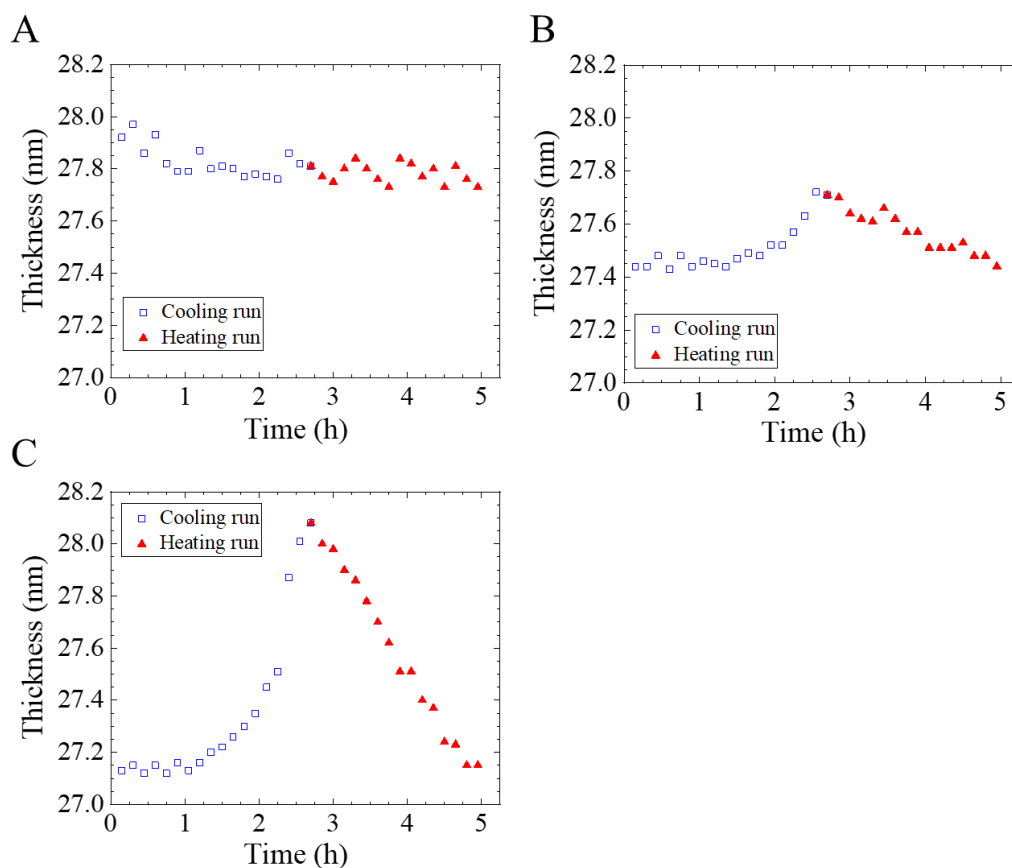 A
Thickness (nm)
28.2
28.0
27.8
27.6
27.4
27.2
27.0
Cooling run
Heating run
0 1 2 3 4 5
Time (h)
B
Thickness (nm)
28.2
28.0
27.8
27.6
27.4
27.2
27.0
Cooling run
Heating run
0 1 2 3 4 5
Time (h)
C
Thickness (nm)
28.2
28.0
27.8
27.6
27.4
27.2
27.0
Cooling run
Heating run
0 1 2 3 4 5
Time (h)